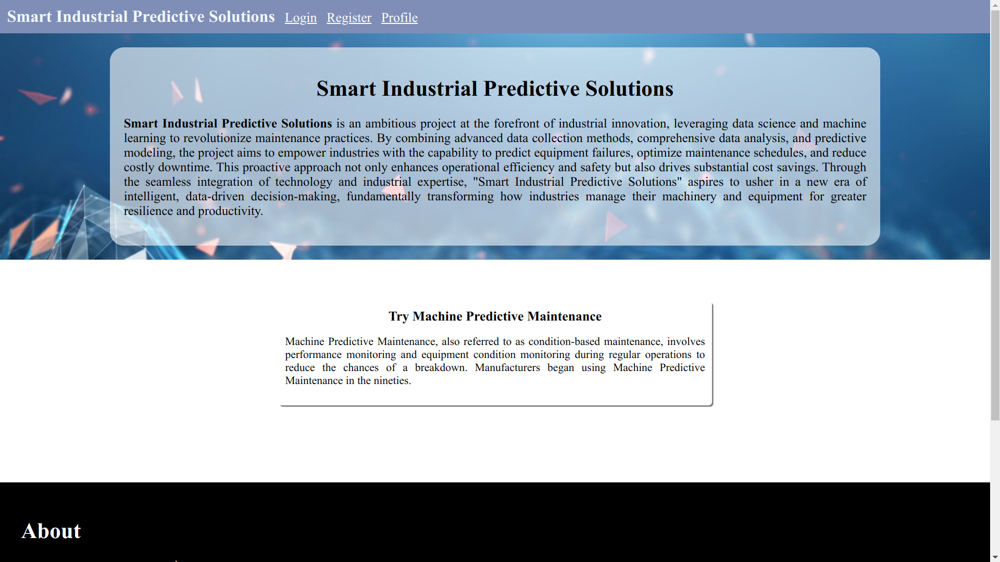 Smart Industrial Predictive Solutions Login Register Profile
Smart Industrial Predictive Solutions
Smart Industrial Predictive Solutions is an ambitious project at the forefront of industrial innovation, leveraging data science and machine
learning to revolutionize maintenance practices. By combining advanced data collection methods, comprehensive data analysis, and predictive
modeling, the project aims to empower industries with the capability to predict equipment failures, optimize maintenance schedules, and reduce
costly downtime. This proactive approach not only enhances operational efficiency and safety but also drives substantial cost savings. Through
the seamless integration of technology and industrial expertise, "Smart Industrial Predictive Solutions" aspires to usher in a new era of
intelligent, data-driven decision-making, fundamentally transforming how industries manage their machinery and equipment for greater
resilience and productivity.
Try Machine Predictive Maintenance
Machine Predictive Maintenance, also referred to as condition-based maintenance, involves
performance monitoring and equipment condition monitoring during regular operations to
reduce the chances of a breakdown. Manufacturers began using Machine Predictive
Maintenance in the nineties.
About